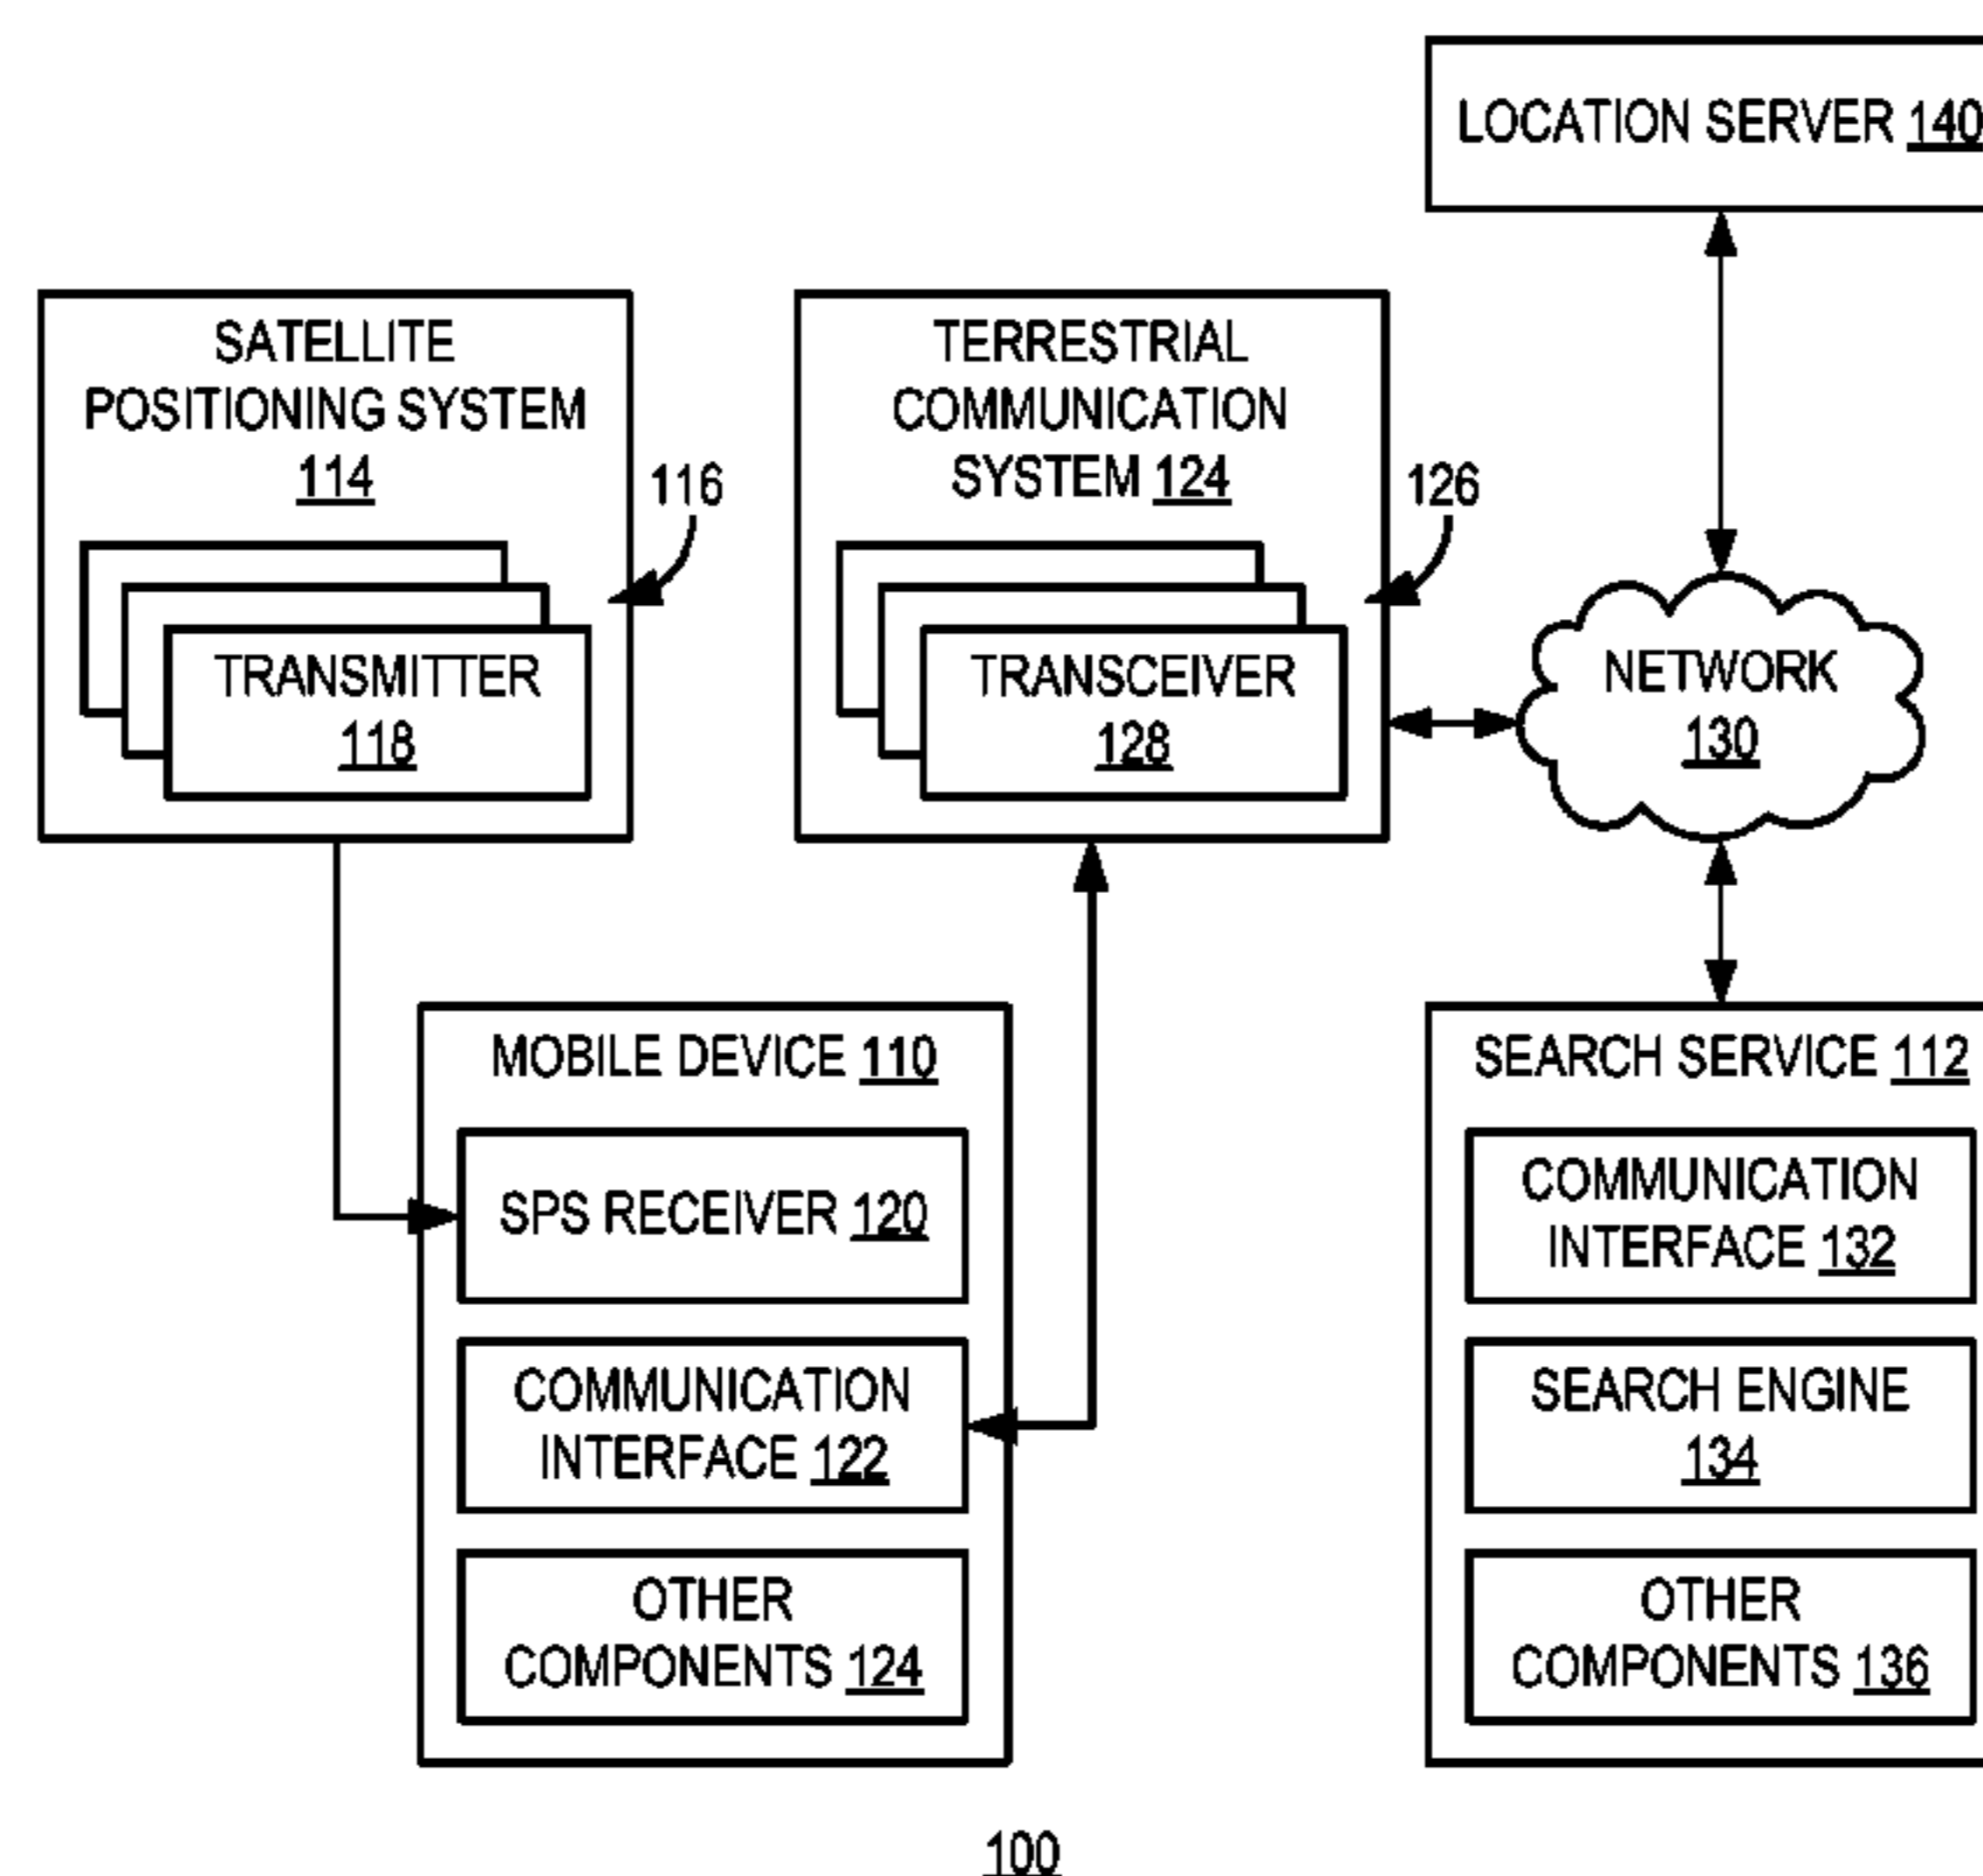 LOCATION SERVER 140
SATELLITE
POSITIONING SYSTEM
114
116
TRANSMITTER
118
TERRESTRIAL
COMMUNICATION
SYSTEM 124
126
TRANSCEIVER
128
NETWORK
130
MOBILE DEVICE 110
SPS RECEIVER 120
COMMUNICATION
INTERFACE 122
OTHER
COMPONENTS 124
SEARCH SERVICE 112
COMMUNICATION
INTERFACE 132
SEARCH ENGINE
134
OTHER
COMPONENTS 136
100